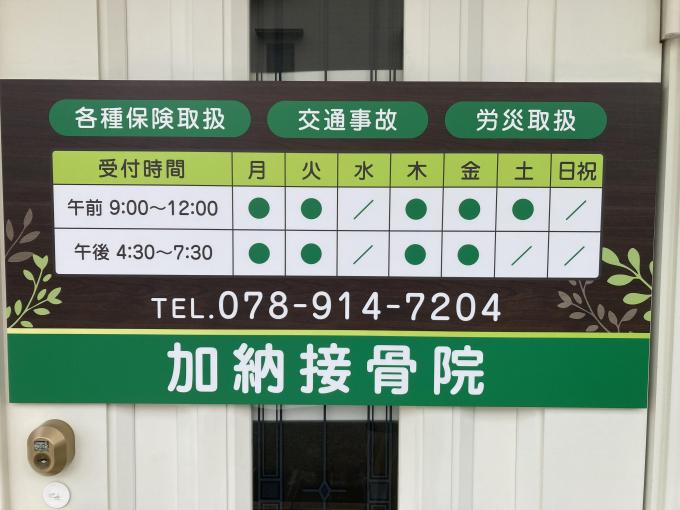 各種保険取扱 交通事故 労災取扱
受付時間 月 火 水 木 金 土 日祝
午前 9:00〜12:00 ● ● ／ ● ● ● ／
午後 4:30〜7:30 ● ● ／ ● ● ／ ／
TEL.078-914-7204
加納接骨院